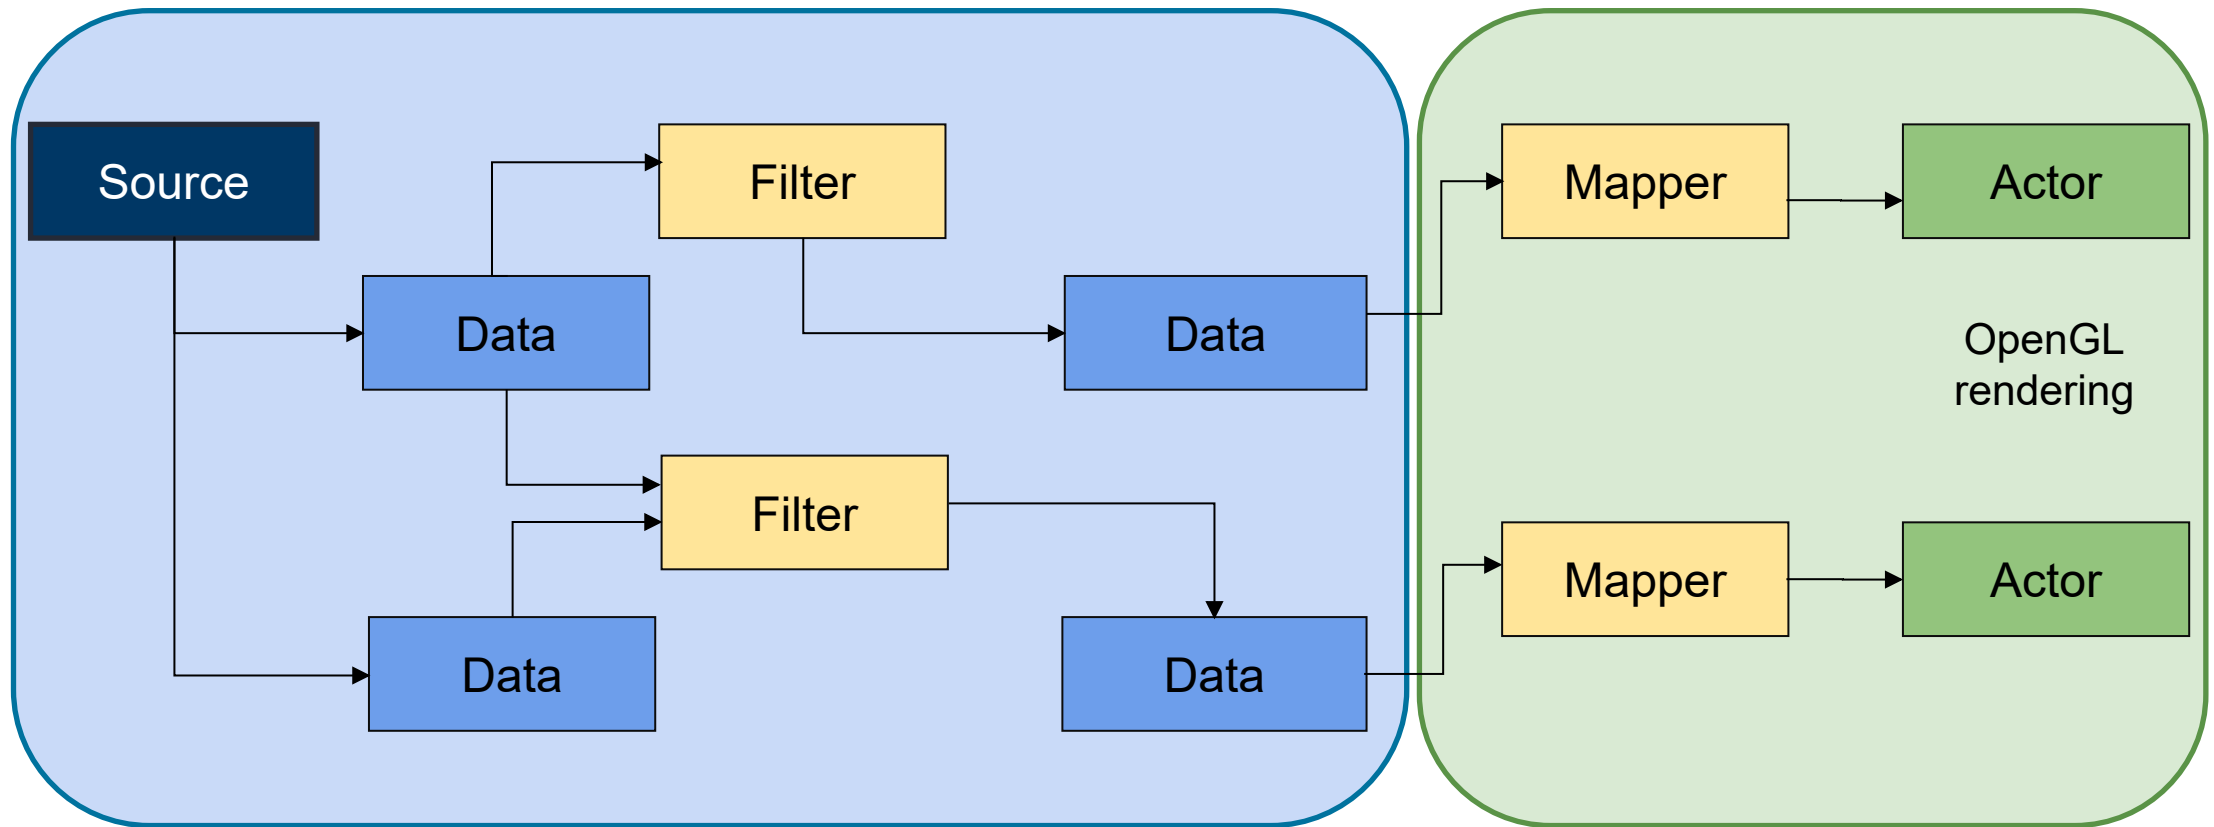 Source
Filter
Mapper
Actor
Data
Data
OpenGL
rendering
Filter
Mapper
Actor
Data
Data